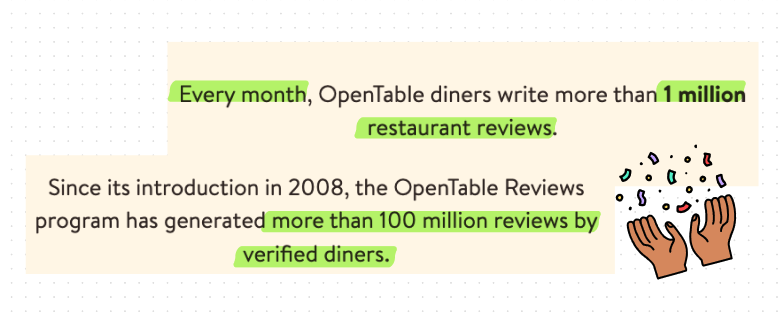 Every month, OpenTable diners write more than 1 million
restaurant reviews.
Since its introduction in 2008, the OpenTable Reviews
program has generated more than 100 million reviews by
verified diners.